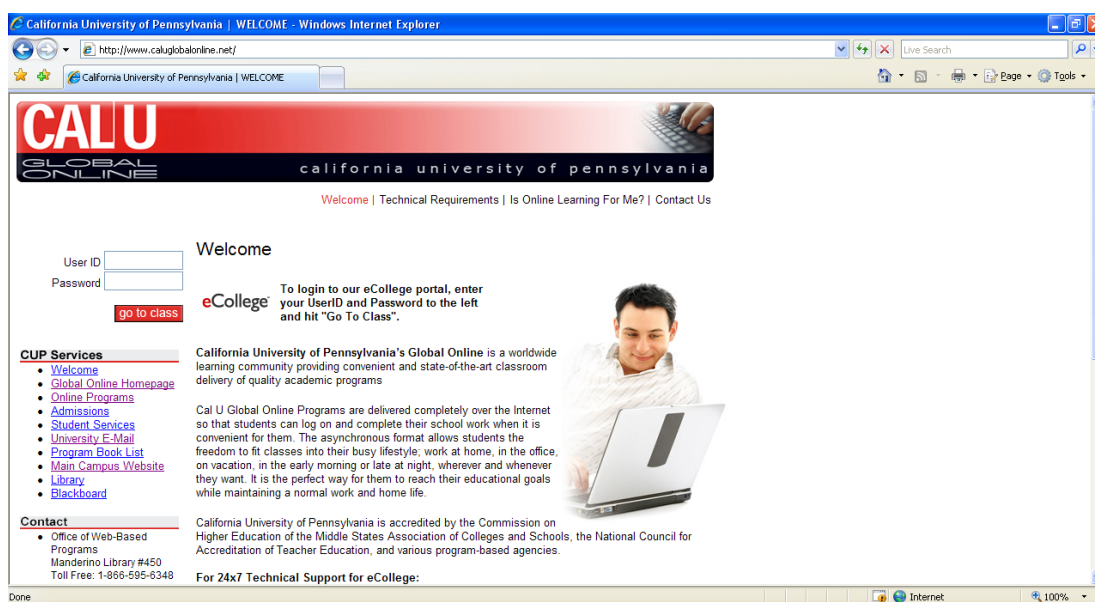 California University of Pennsylvania | WELCOME - Windows Internet Explorer
http://www.caluglobalonline.net/
Live Search
California University of Pennsylvania | WELCOME
Page
Tools
CALU
GLOBAL
ONLINE
california university of pennsylvania
Welcome | Technical Requirements | Is Online Learning For Me? | Contact Us
User ID
Password
go to class
CUP Services
Welcome
Global Online Homepage
Online Programs
Admissions
Student Services
University E-Mail
Program Book List
Main Campus Website
Library
Blackboard
Contact
Office of Web-Based
Programs
Manderino Library #450
Toll Free: 1-866-595-6348
Welcome
eCollege
To login to our eCollege portal, enter
your UserID and Password to the left
and hit "Go To Class".
California University of Pennsylvania's Global Online is a worldwide
learning community providing convenient and state-of-the-art classroom
delivery of quality academic programs
Cal U Global Online Programs are delivered completely over the Internet
so that students can log on and complete their school work when it is
convenient for them. The asynchronous format allows students the
freedom to fit classes into their busy lifestyle; work at home, in the office,
on vacation, in the early morning or late at night, wherever and whenever
they want. It is the perfect way for them to reach their educational goals
while maintaining a normal work and home life.
California University of Pennsylvania is accredited by the Commission on
Higher Education of the Middle States Association of Colleges and Schools, the National Council for
Accreditation of Teacher Education, and various program-based agencies.
For 24x7 Technical Support for eCollege:
Done
Internet
100%